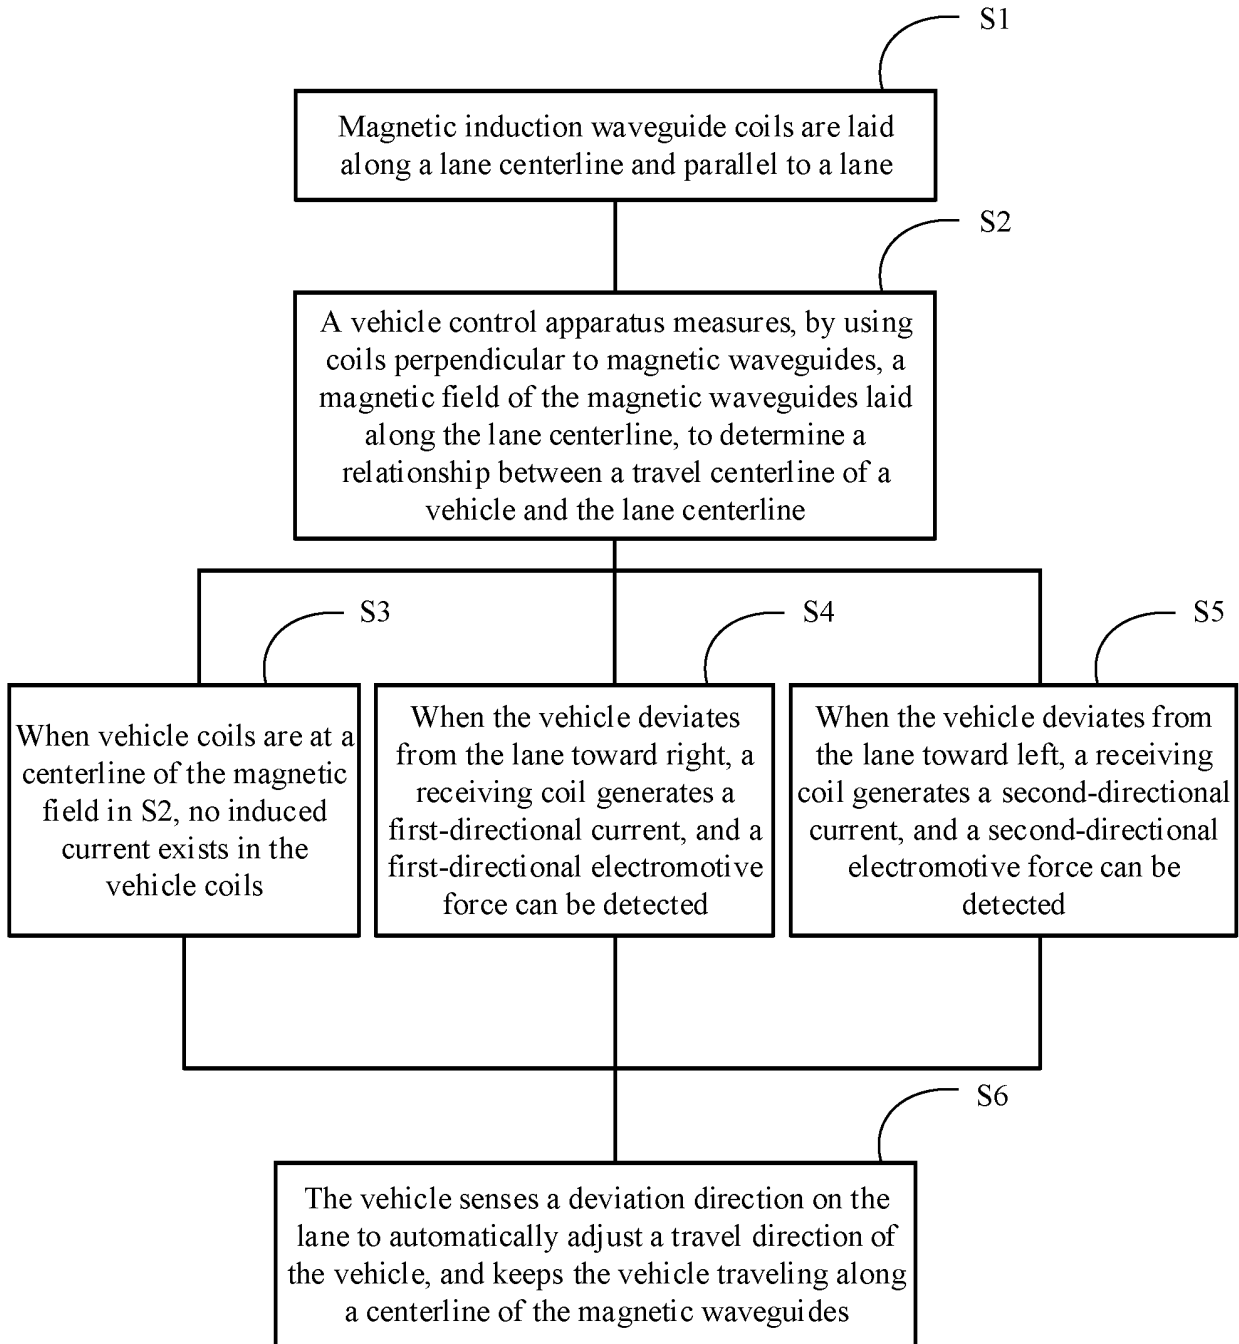 S1
Magnetic induction waveguide coils are laid
along a lane centerline and parallel to a lane
S2
A vehicle control apparatus measures, by using
coils perpendicular to magnetic waveguides, a
magnetic field of the magnetic waveguides laid
along the lane centerline, to determine a
relationship between a travel centerline of a
vehicle and the lane centerline
S3
When vehicle coils are at a
centerline of the magnetic
field in S2, no induced
current exists in the
vehicle coils
S4
When the vehicle deviates
from the lane toward right, a
receiving coil generates a
first-directional current, and a
first-directional electromotive
force can be detected
S5
When the vehicle deviates from
the lane toward left, a receiving
coil generates a second-directional
current, and a second-directional
electromotive force can be
detected
S6
The vehicle senses a deviation direction on the
lane to automatically adjust a travel direction of
the vehicle, and keeps the vehicle traveling along
a centerline of the magnetic waveguides